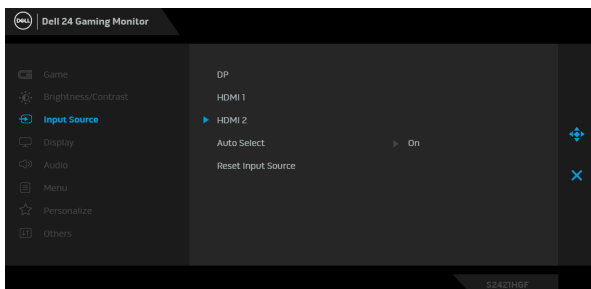 DELL
Dell 24 Gaming Monitor
Game
Brightness/Contrast
Input Source
Display
Audio
Menu
Personalize
Others
DP
HDMI 1
HDMI 2
Auto Select On
Reset Input Source
S2421HGF